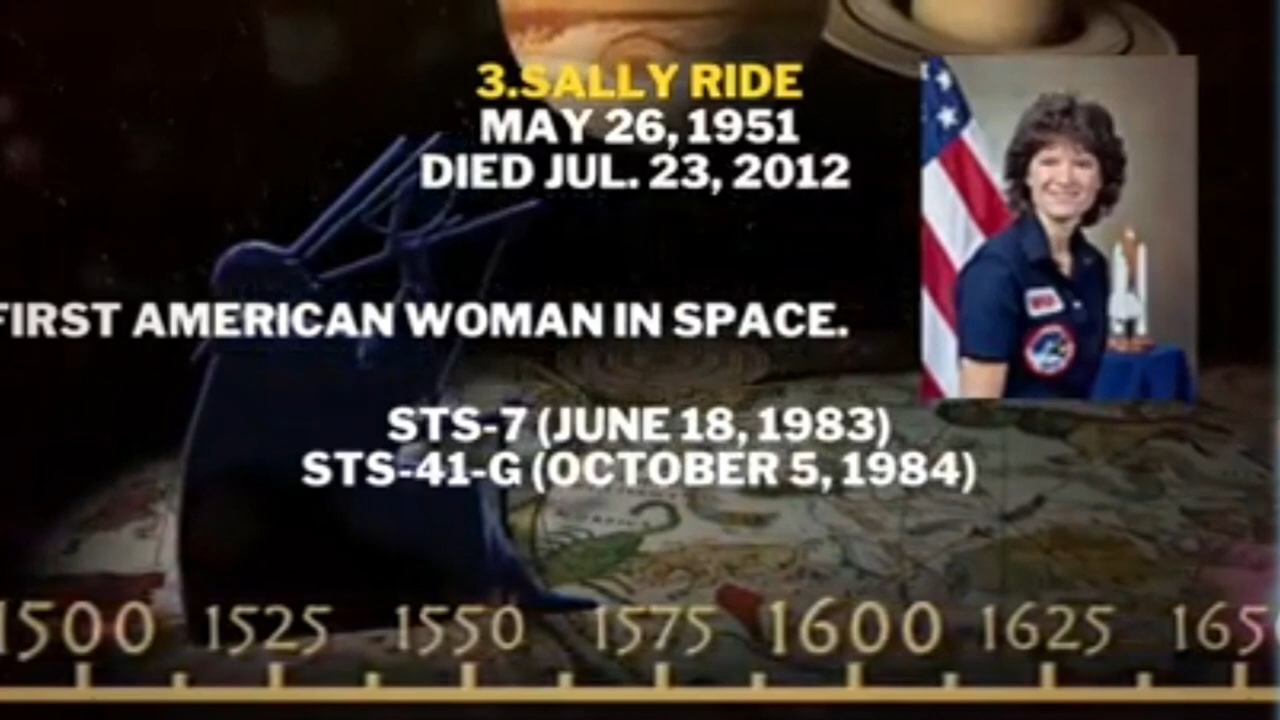 3.SALLY RIDE
MAY 26, 1951
DIED JUL. 23, 2012
FIRST AMERICAN WOMAN IN SPACE.
STS-7 (JUNE 18, 1983)
STS-41-G (OCTOBER 5, 1984)
1500 1525 1550 1575 1600 1625 165